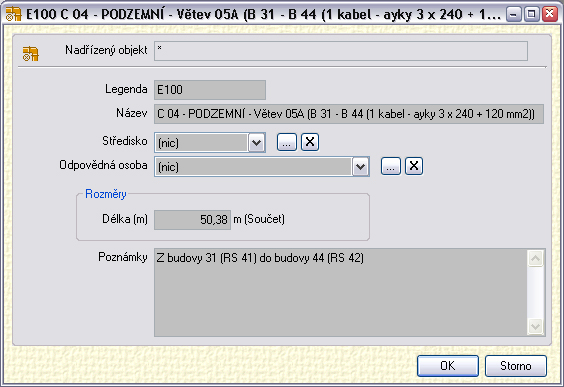 E100 C 04 - PODZEMNÍ - Větev 05A (B 31 - B 44 (1 kabel - ayky 3 x 240 + 1...
Nadřízený objekt *
Legenda E100
Název C 04 - PODZEMNÍ - Větev 05A (B 31 - B 44 (1 kabel - ayky 3 x 240 + 120 mm2))
Středisko (nic) ... X
Odpovědná osoba (nic) ... X
Rozměry
Délka (m) 50,38 m (Součet)
Poznámky Z budovy 31 (RS 41) do budovy 44 (RS 42)
OK Storno